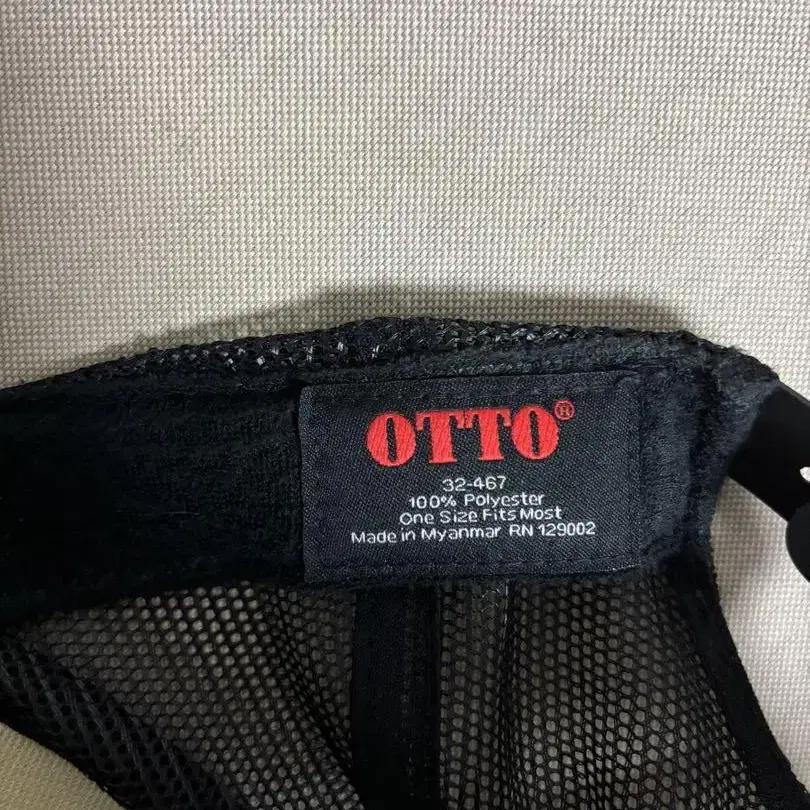 OTTO®
32-467
100% Polyester
One Size Fits Most
Made in Myanmar RN 129002